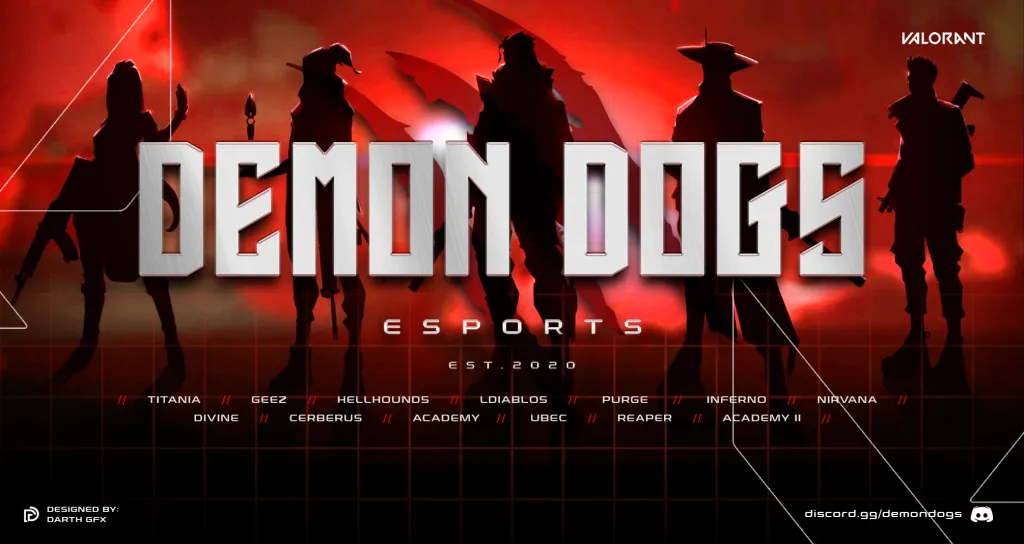 VALORANT
DEMON DOGS
ESPORTS
EST.2020
// TITANIA // GEEZ // HELLHOUNDS // LDIABLOS // PURGE // INFERNO // NIRVANA //
DIVINE // CERBERUS // ACADEMY // UBEC // REAPER // ACADEMY II //
DESIGNED BY:
DARTH GFX
discord.gg/demondogs